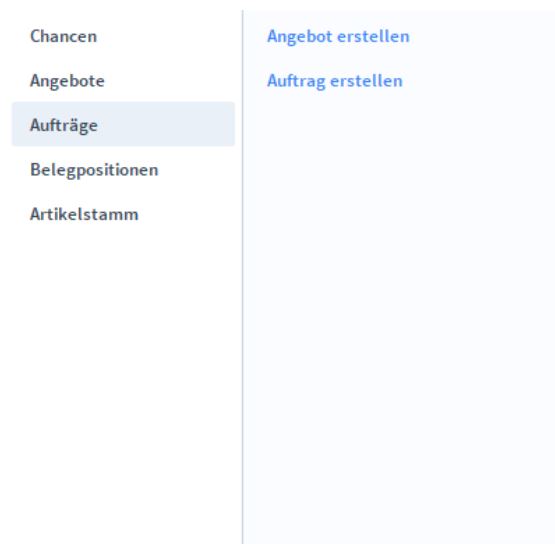 Chancen
Angebote
Aufträge
Belegpositionen
Artikelstamm
Angebot erstellen
Auftrag erstellen